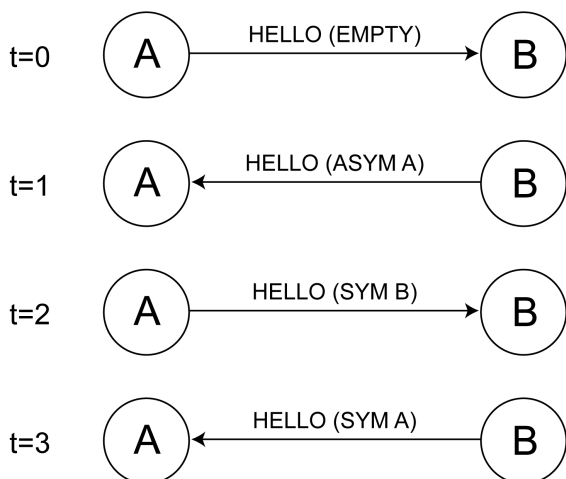 HELLO (EMPTY)
t=0 A B
HELLO (ASYM A)
t=1 A B
HELLO (SYM B)
t=2 A B
HELLO (SYM A)
t=3 A B